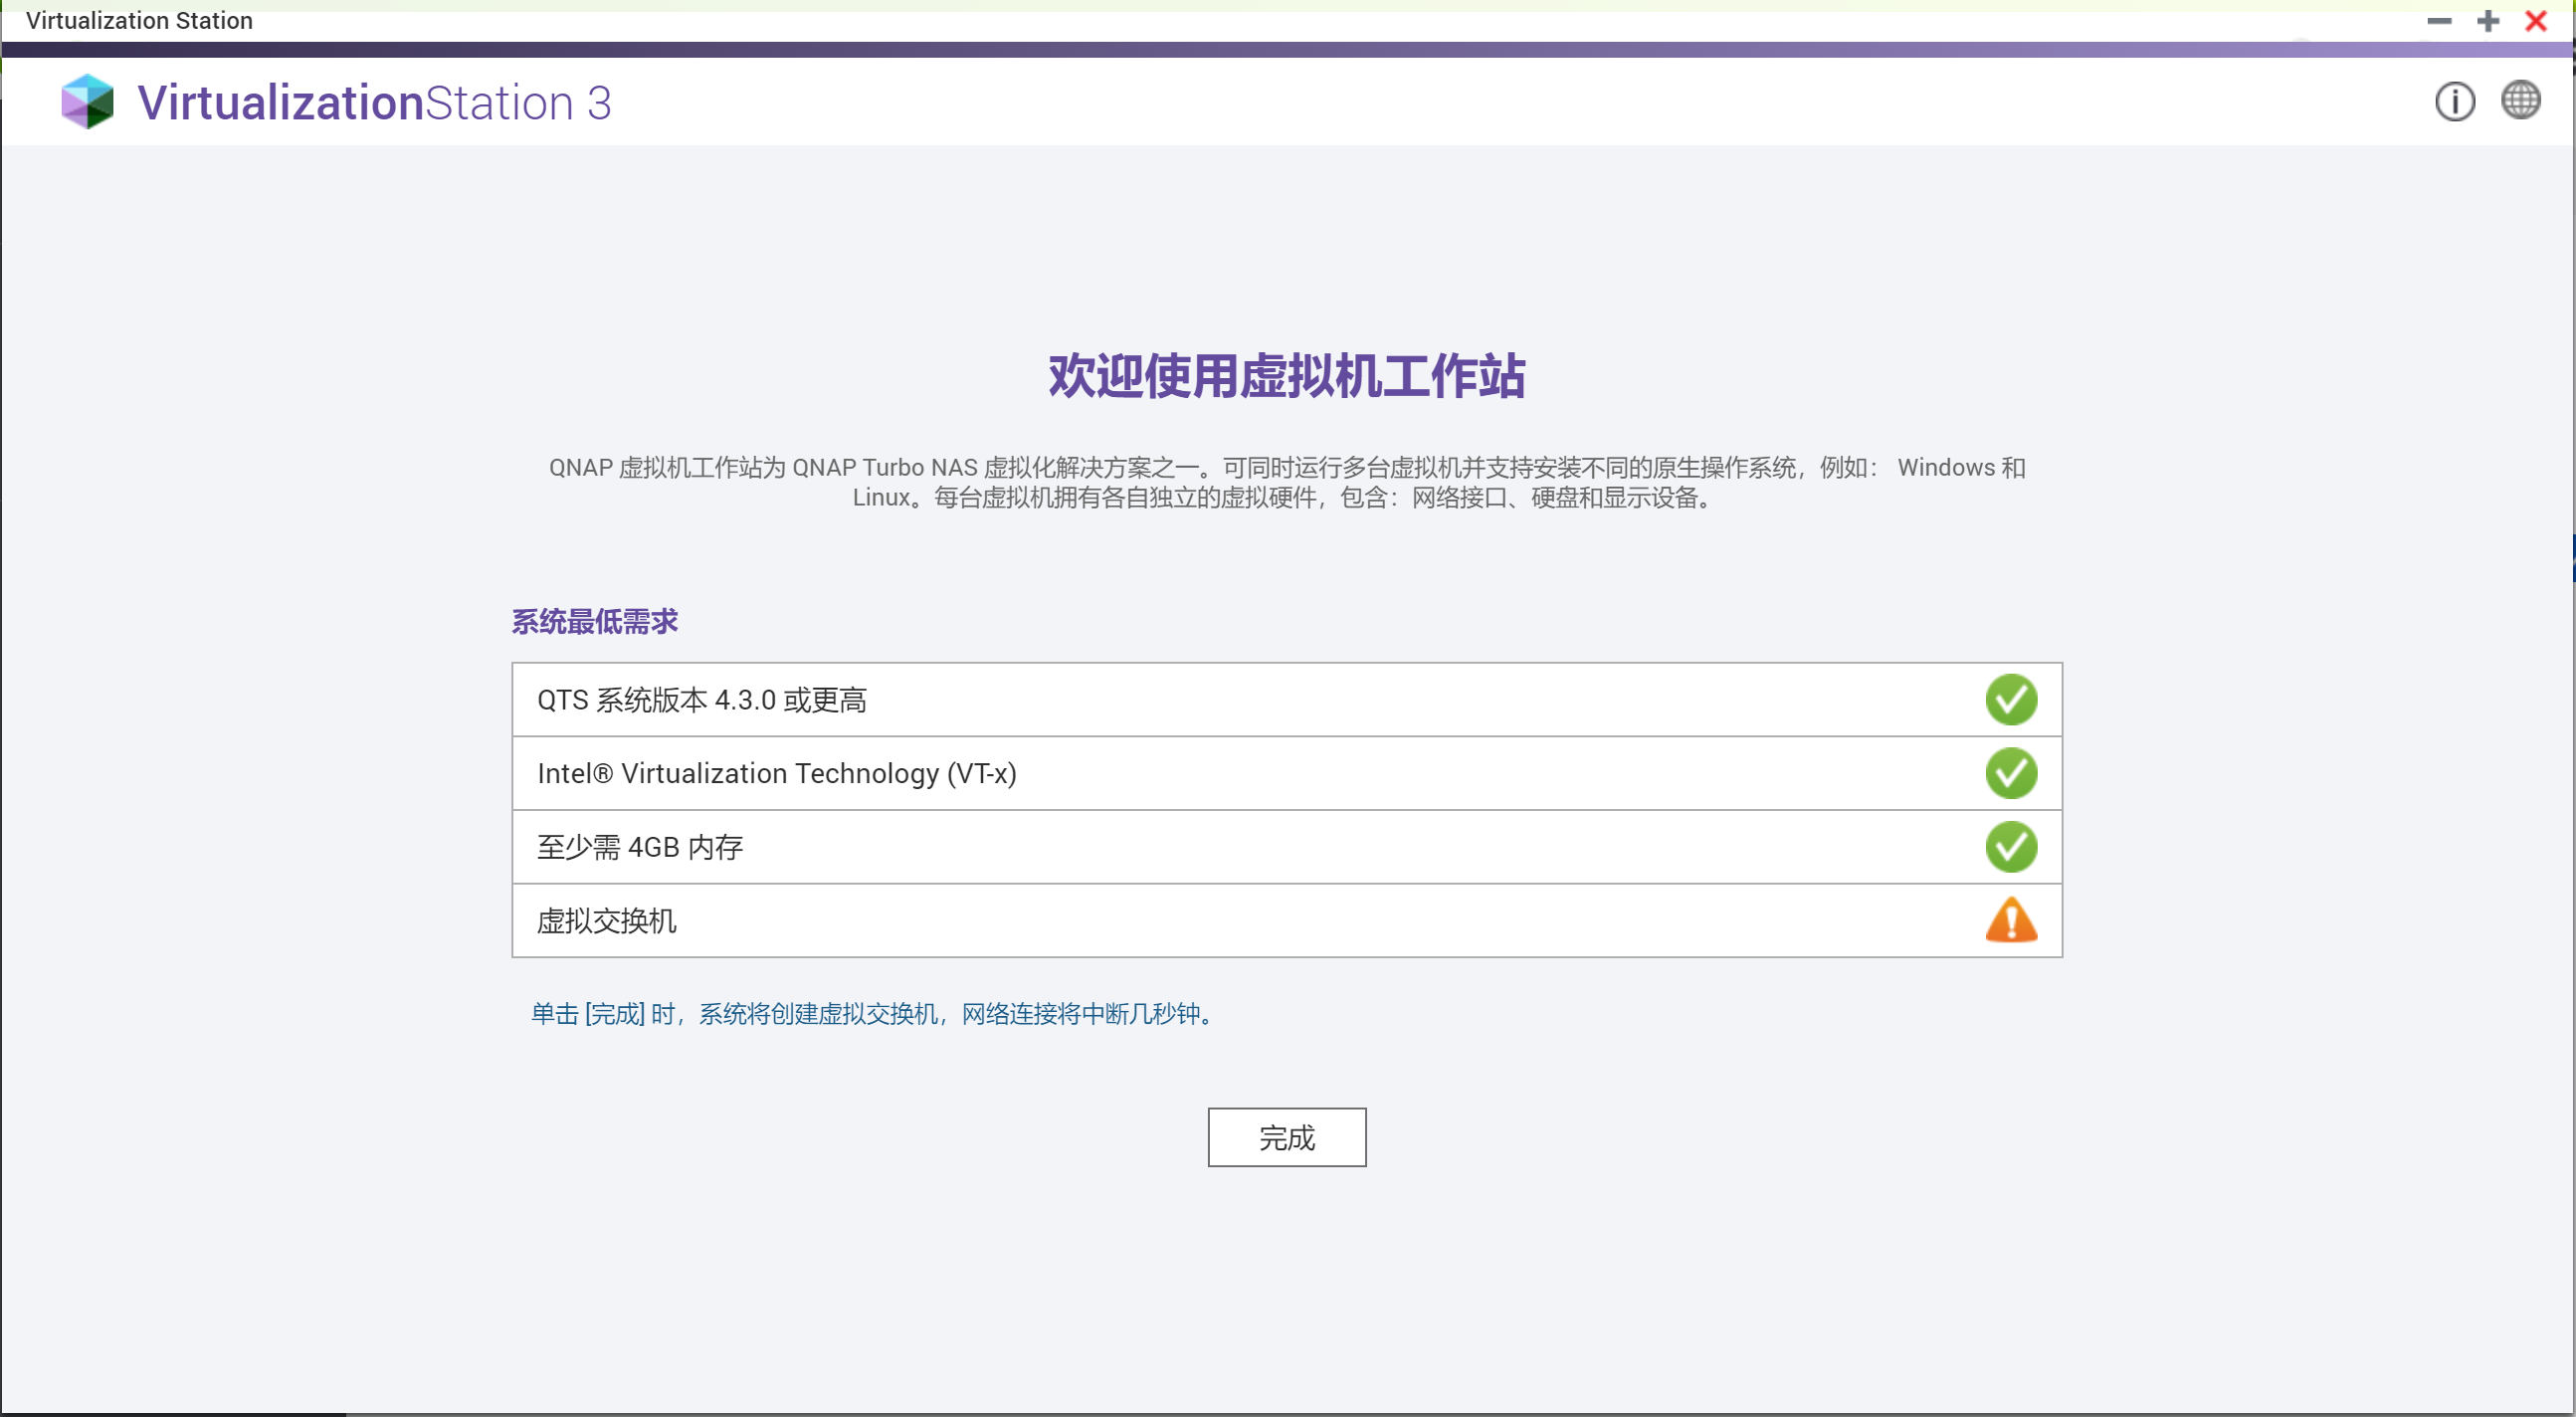 Virtualization Station
VirtualizationStation 3
欢迎使用虚拟机工作站
QNAP 虚拟机工作站为 QNAP Turbo NAS 虚拟化解决方案之一。可同时运行多台虚拟机并支持安装不同的原生操作系统，例如： Windows 和
Linux。每台虚拟机拥有各自独立的虚拟硬件，包含：网络接口、硬盘和显示设备。
系统最低需求
QTS 系统版本 4.3.0 或更高
Intel® Virtualization Technology (VT-x)
至少需 4GB 内存
虚拟交换机
单击 [完成] 时，系统将创建虚拟交换机，网络连接将中断几秒钟。
完成